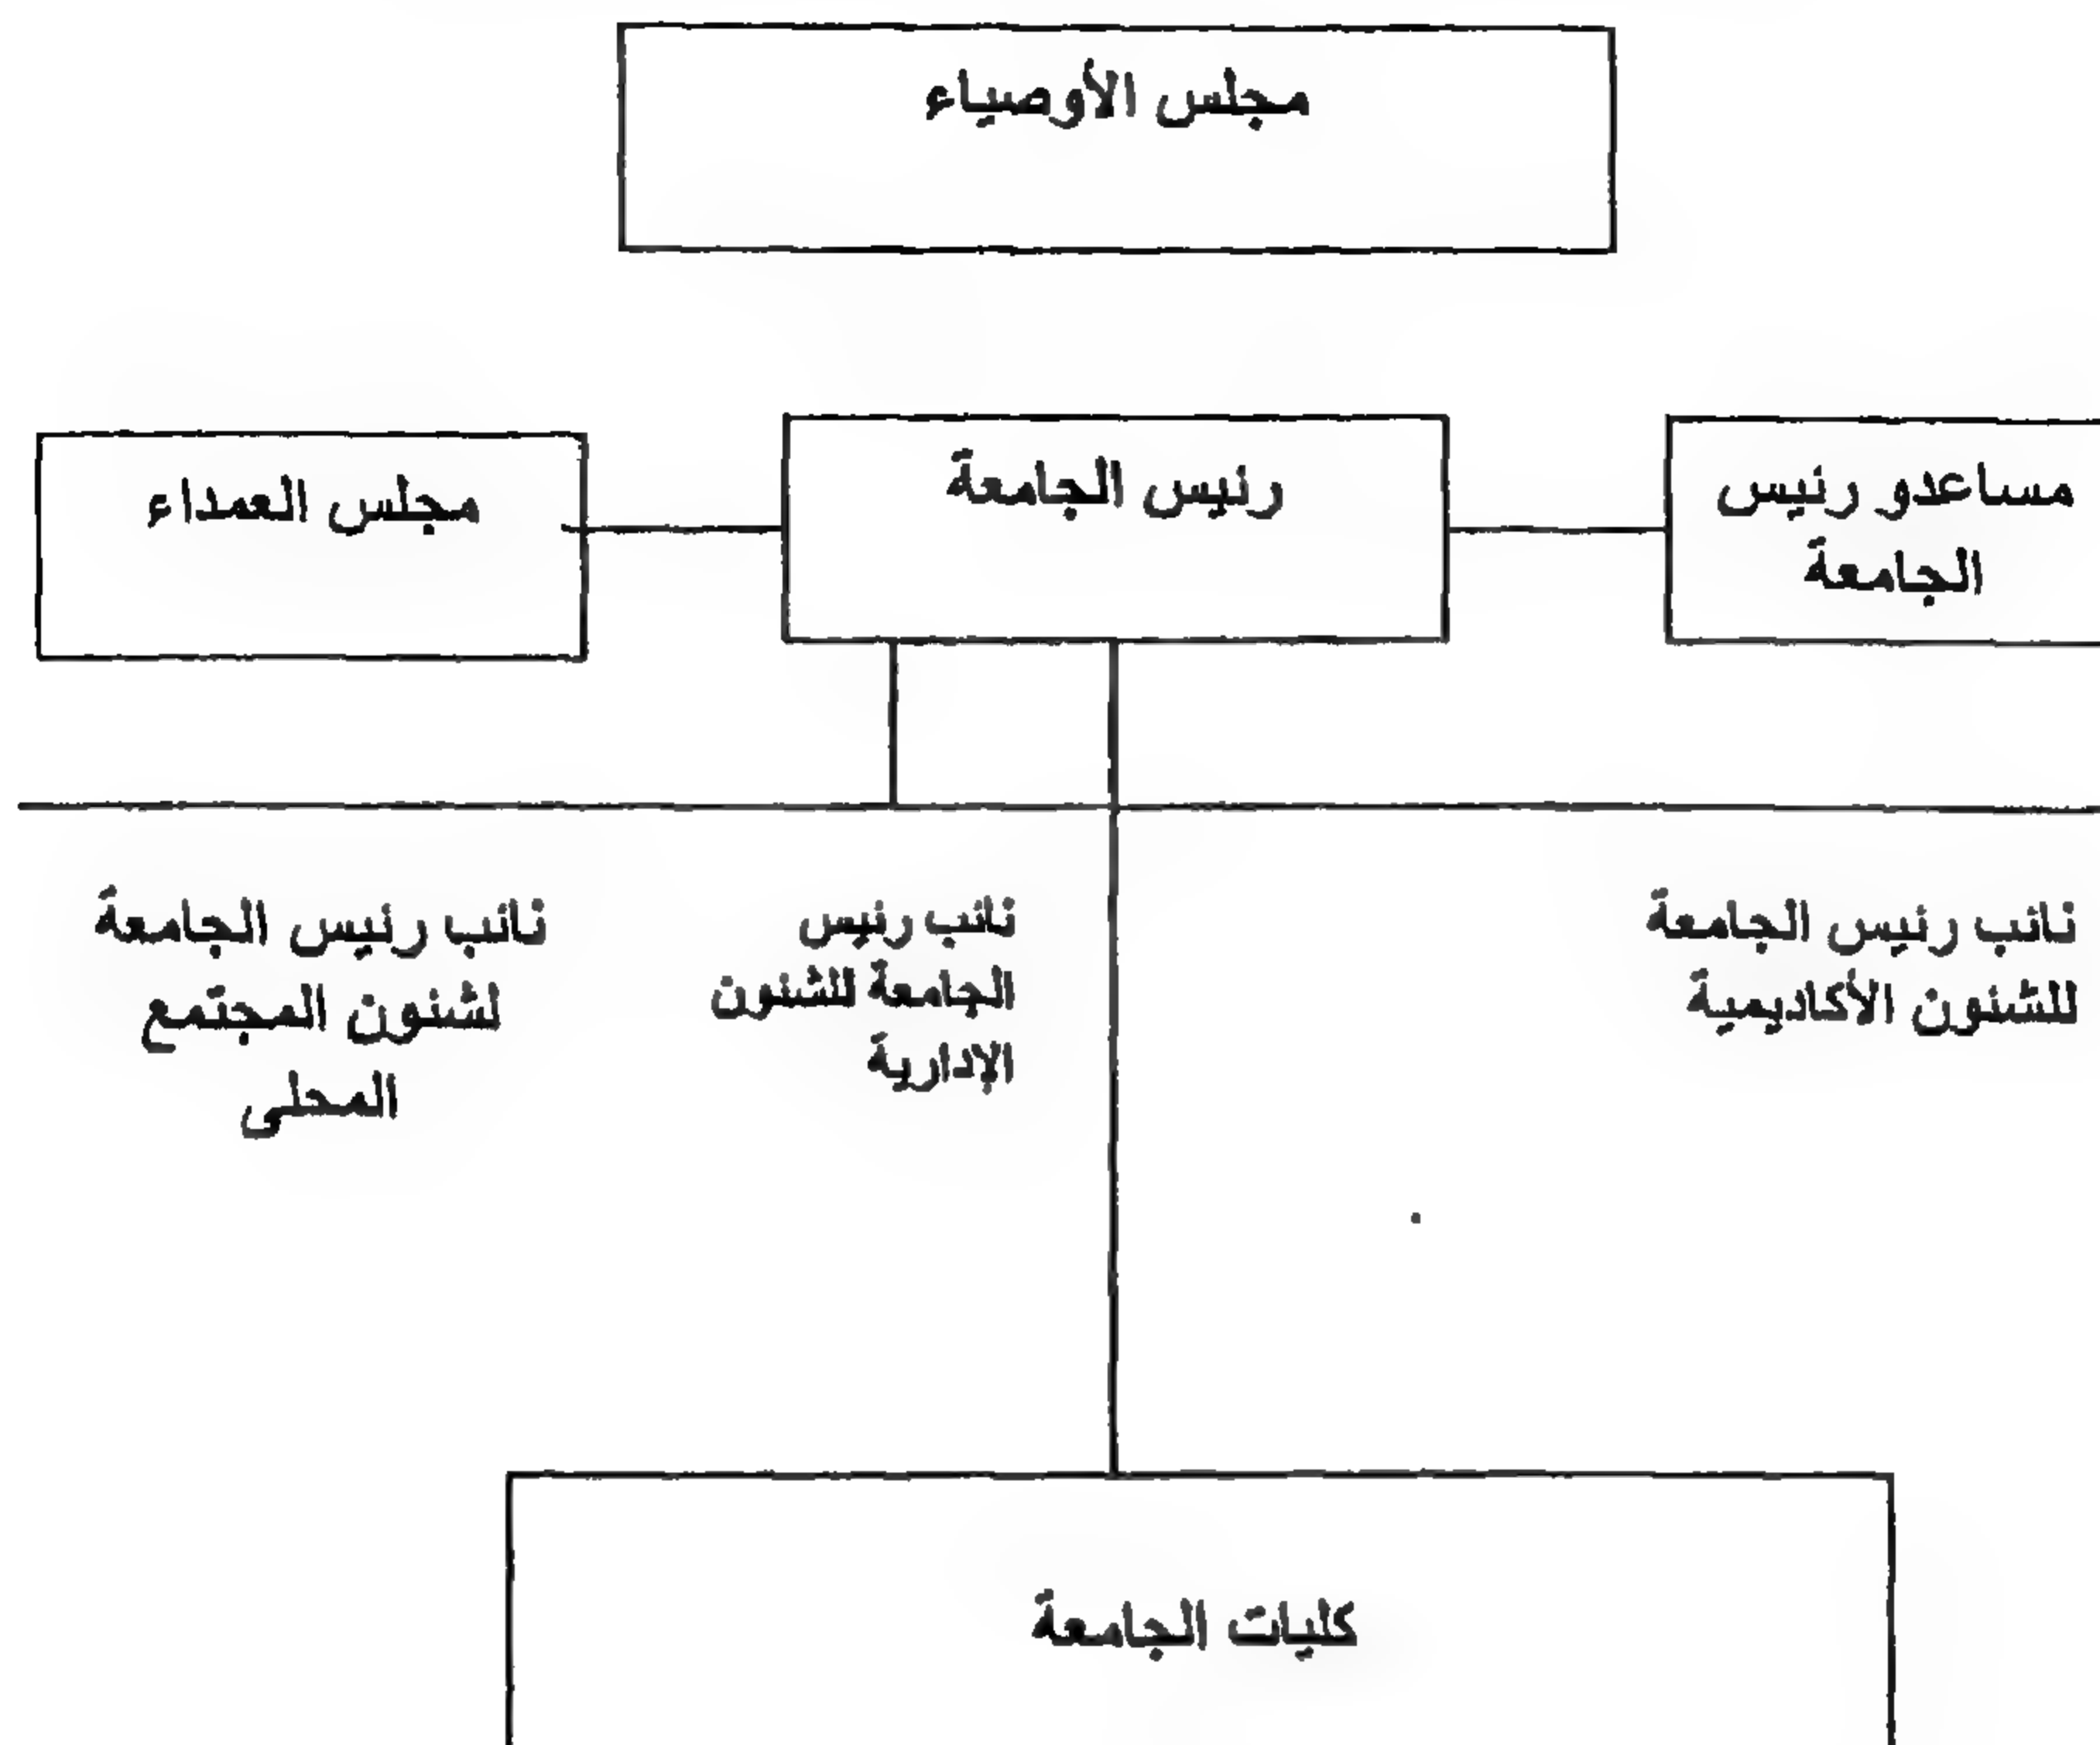 مجلس الأوصياء
مساعدو رئيس
الجامعة
رئيس الجامعة
مجلس العمداء
نائب رئيس الجامعة
للشئون الأكاديمية
نائب رئيس
الجامعة للشئون
الإدارية
نائب رئيس الجامعة
لشئون المجتمع
المحلى
كليات الجامعة